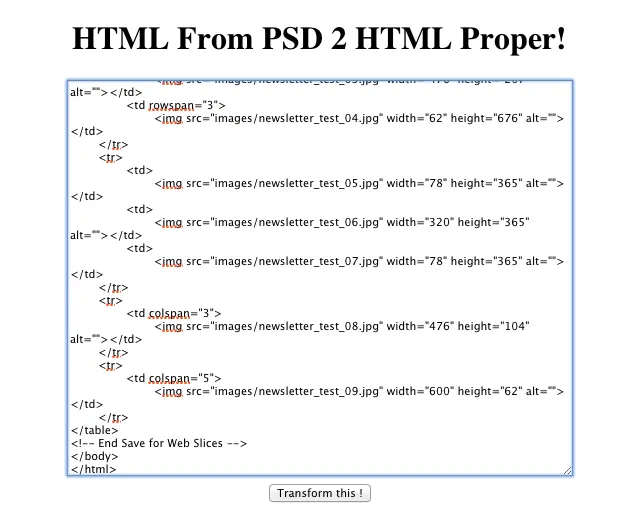 HTML From PSD 2 HTML Proper!
alt=""></td>
<td rowspan="3">
<img src="images/newsletter_test_04.jpg" width="62" height="676" alt="">
</td>
</tr>
<tr>
<td>
<img src="images/newsletter_test_05.jpg" width="78" height="365" alt="">
</td>
<td>
<img src="images/newsletter_test_06.jpg" width="320" height="365"
alt=""></td>
<td>
<img src="images/newsletter_test_07.jpg" width="78" height="365" alt="">
</td>
</tr>
<tr>
<td colspan="3">
<img src="images/newsletter_test_08.jpg" width="476" height="104"
alt=""></td>
</tr>
<tr>
<td colspan="5">
<img src="images/newsletter_test_09.jpg" width="600" height="62" alt="">
</td>
</tr>
</table>
<!-- End Save for Web Slices -->
</body>
</html>
Transform this !